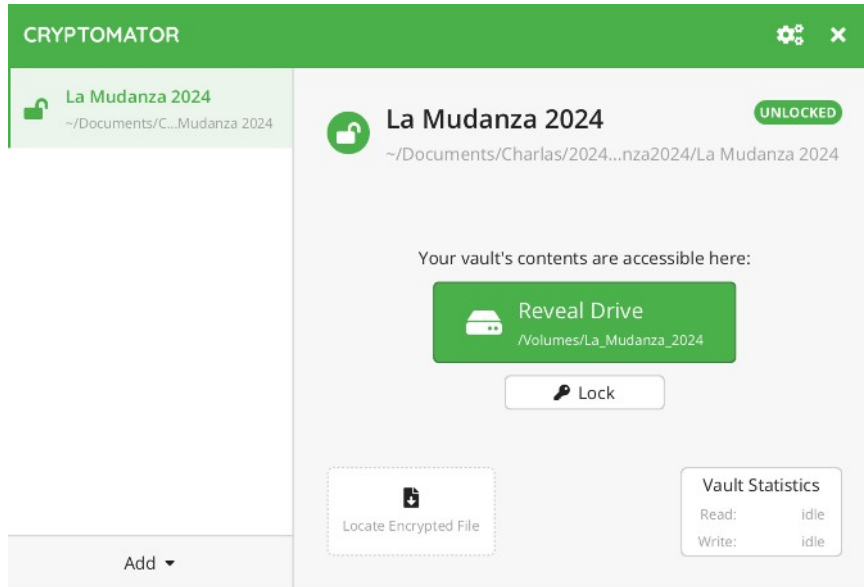 CRYPTOMATOR
La Mudanza 2024
~/Documents/C...Mudanza 2024
La Mudanza 2024
UNLOCKED
~/Documents/Charlas/2024...nza2024/La Mudanza 2024
Your vault's contents are accessible here:
Reveal Drive
/Volumes/La_Mudanza_2024
Lock
Locate Encrypted File
Vault Statistics
Read: idle
Write: idle
Add